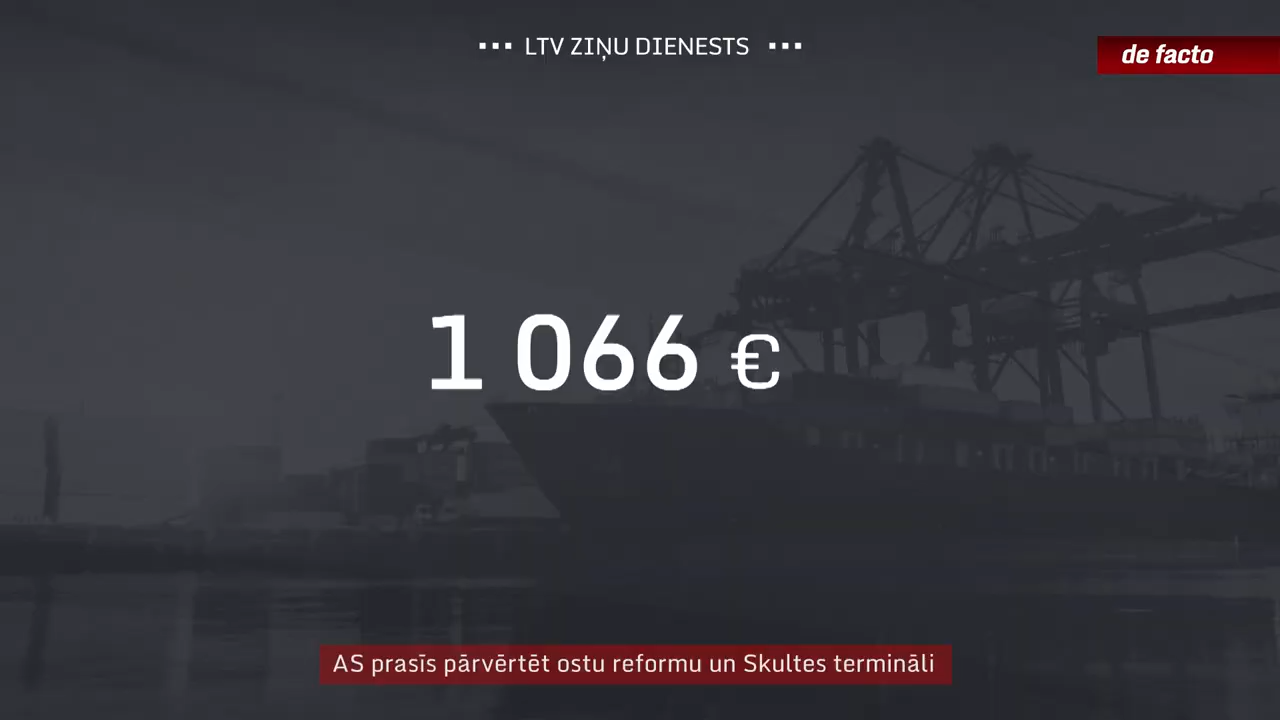 LTV ZIŅU DIENESTS
de facto
1 066 €
AS prasīs pārvērtēt ostu reformu un Skultes termināli